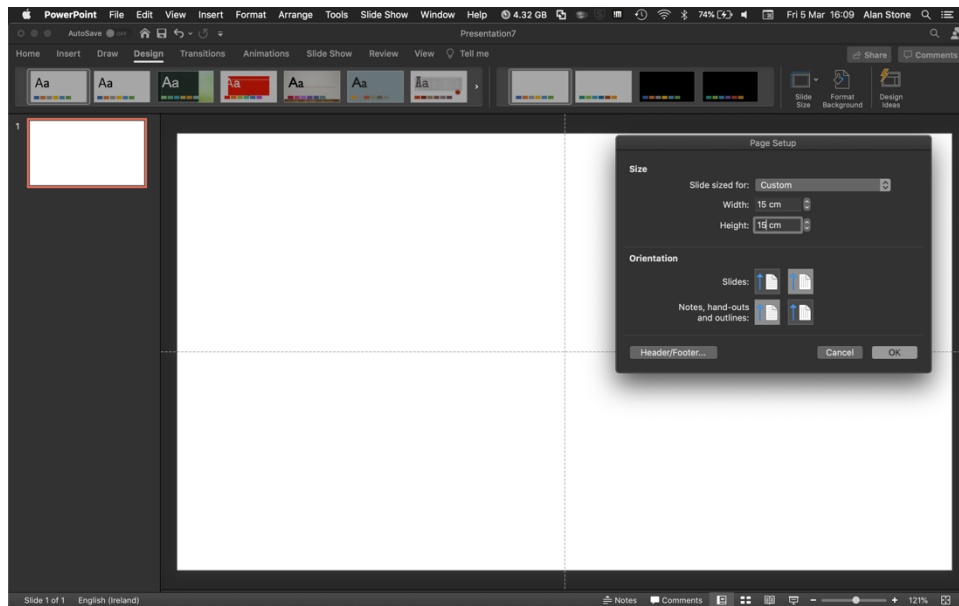 PowerPoint File Edit View Insert Format Arrange Tools Slide Show Window Help 4.32 GB 74% Fri 5 Mar 16:09 Alan Stone
AutoSave OFF Presentation7
Home Insert Draw Design Transitions Animations Slide Show Review View Tell me Share Comments
Aa Aa Aa Aa Aa Aa Aa
Slide Size
Format Background
Design Ideas
1
Page Setup
Size
Slide sized for: Custom
Width: 15 cm
Height: 15 cm
Orientation
Slides:
Notes, hand-outs
and outlines:
Header/Footer... Cancel OK
Slide 1 of 1 English (Ireland) Notes Comments 121%